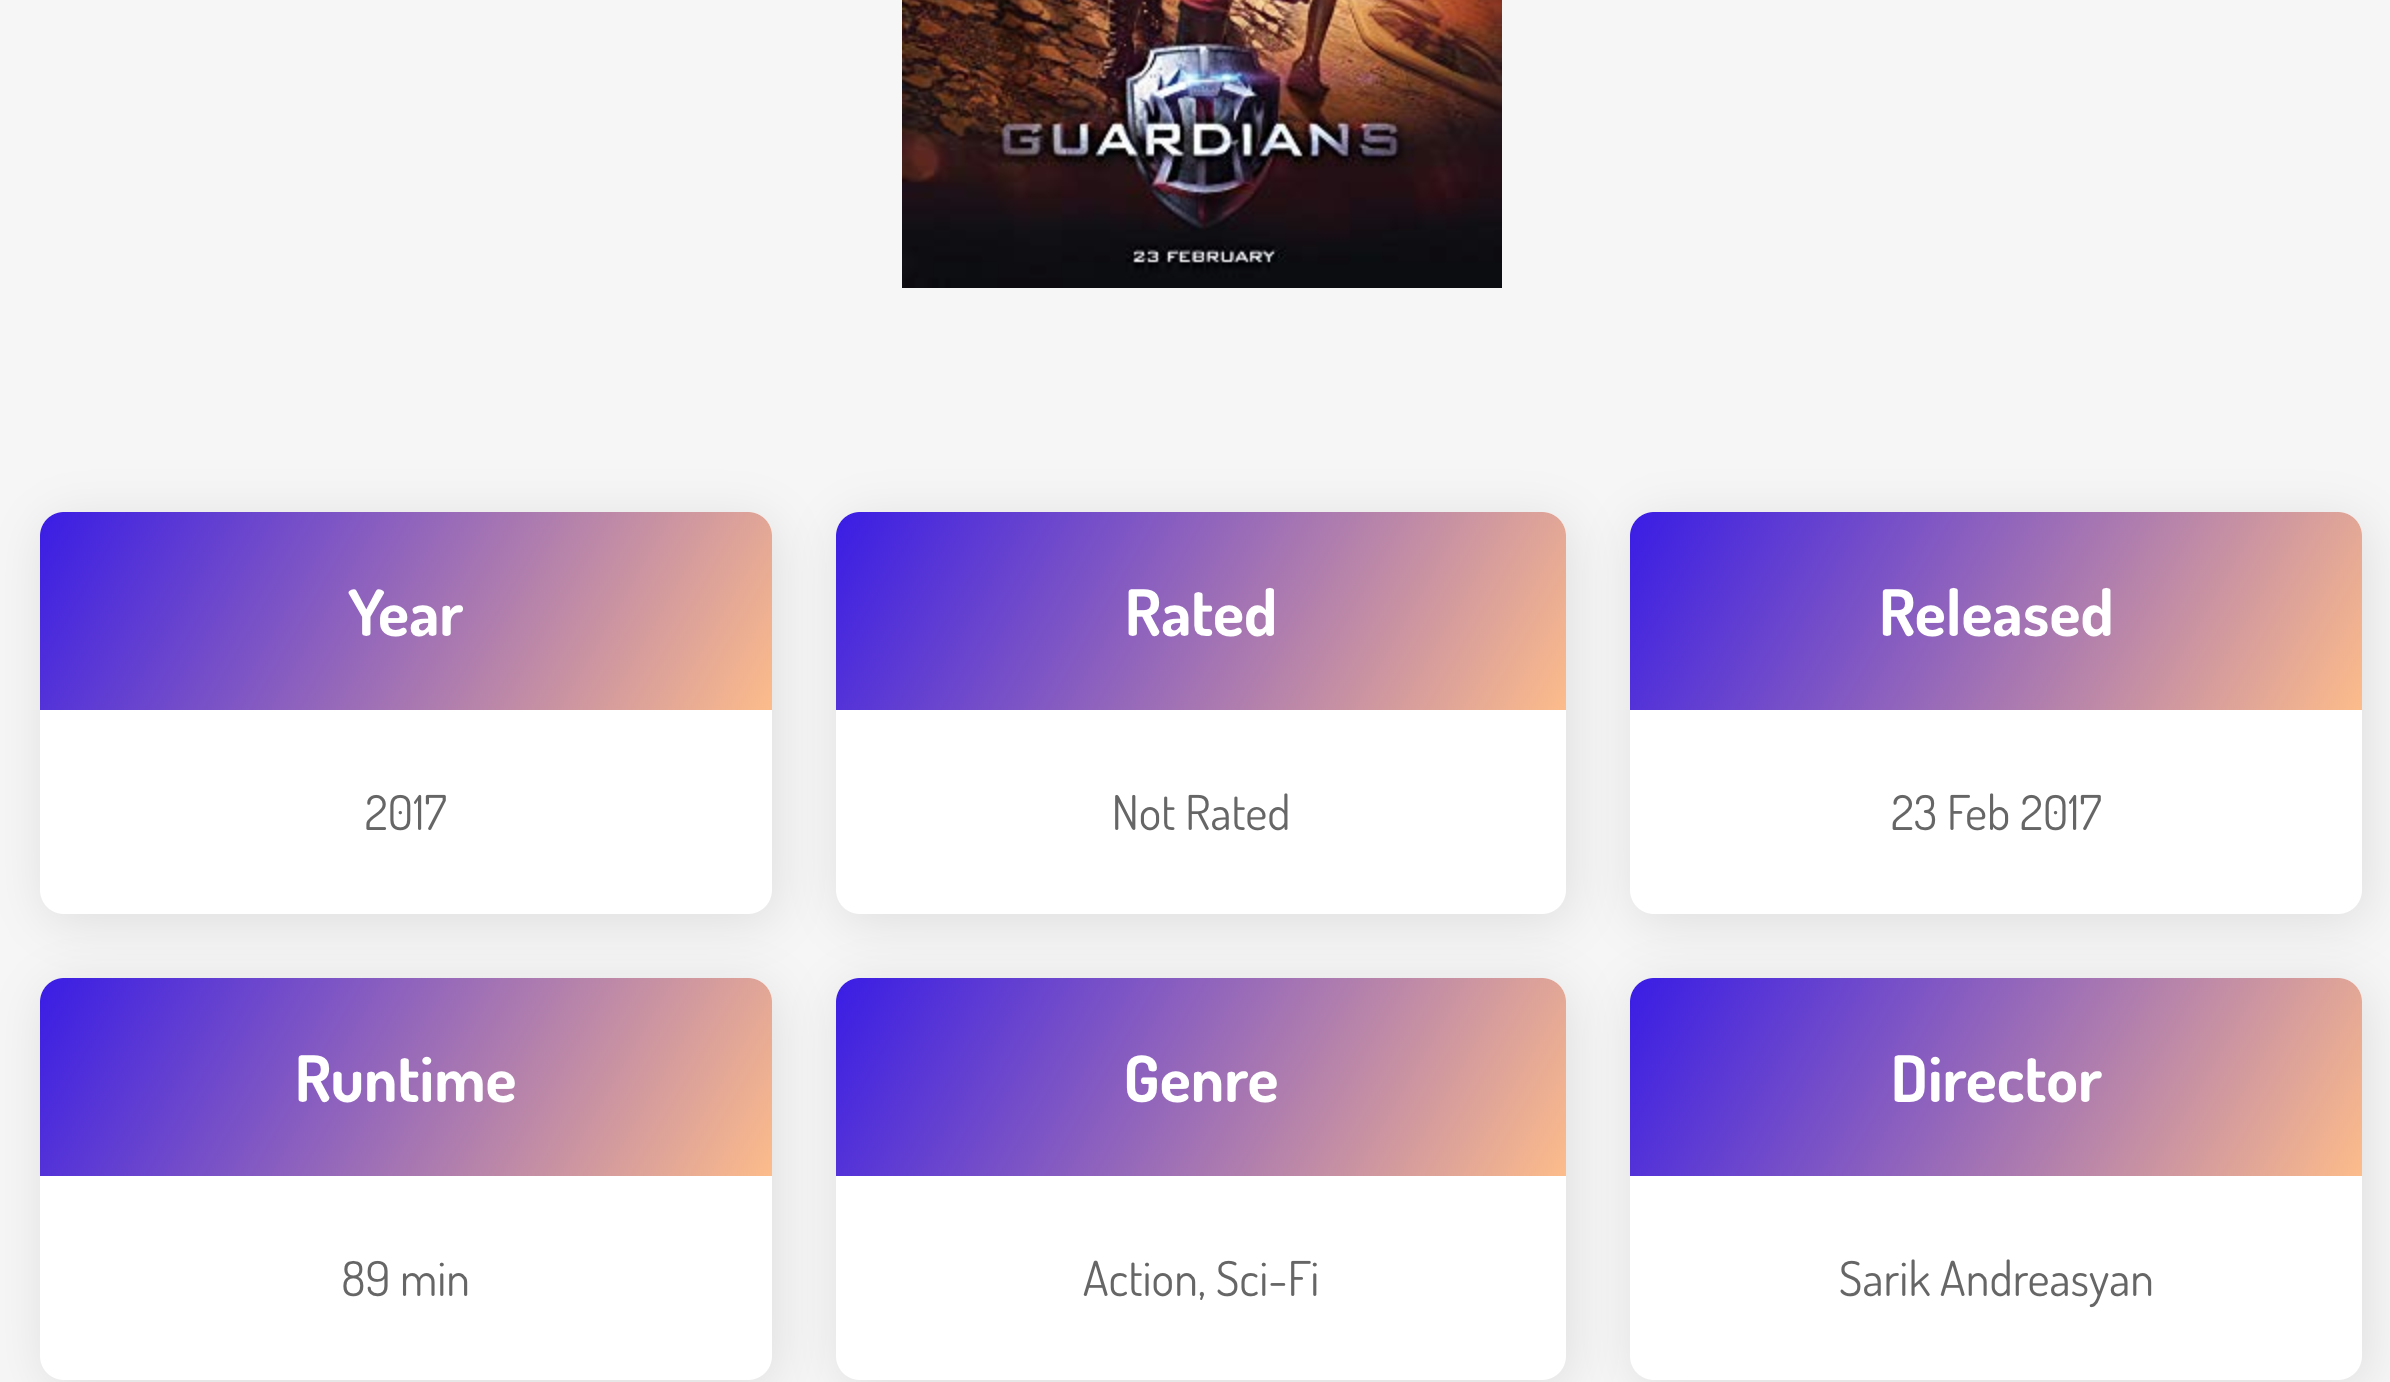 GUARDIANS
23 FEBRUARY
Year
Rated
Released
2017
Not Rated
23 Feb 2017
Runtime
Genre
Director
89 min
Action, Sci-Fi
Sarik Andreasyan